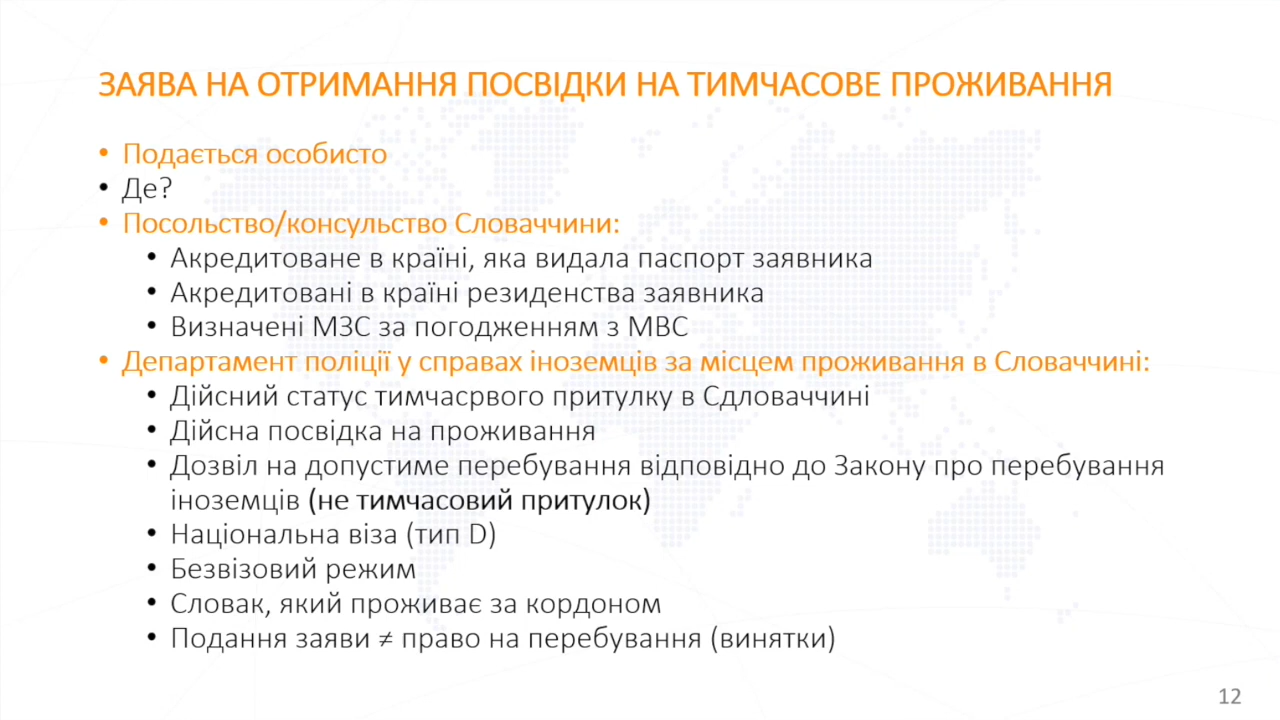 ЗАЯВА НА ОТРИМАННЯ ПОСВІДКИ НА ТИМЧАСОВЕ ПРОЖИВАННЯ
• Подається особисто
• Де?
• Посольство/консульство Словаччини:
• Акредитоване в країні, яка видала паспорт заявника
• Акредитовані в країні резиденства заявника
• Визначені МЗС за погодженням з МВС
• Департамент поліції у справах іноземців за місцем проживання в Словаччині:
• Дійсний статус тимчасрвого притулку в Сдловаччині
• Дійсна посвідка на проживання
• Дозвіл на допустиме перебування відповідно до Закону про перебування
іноземців (не тимчасовий притулок)
• Національна віза (тип D)
• Безвізовий режим
• Словак, який проживає за кордоном
• Подання заяви ≠ право на перебування (винятки)
12